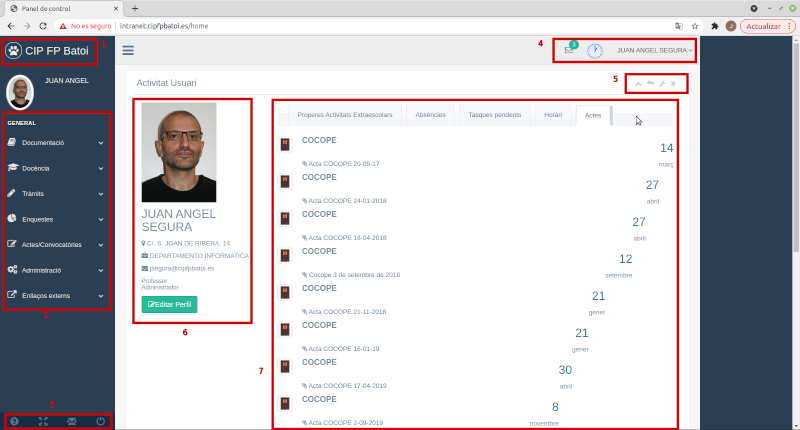 Panel de control
No es seguro
intranet.cipfpbatoi.es/home
J
Actualizar
CIP FP Batoi
1
JUAN ANGEL
GENERAL
Documentació
Docència
Tràmits
Enquestes
Actes/Convocatòries
Administració
Enllaços externs
4
JUAN ANGEL SEGURA
5
Activitat Usuari
JUAN ANGEL
SEGURA
C/. S. JOAN DE RIBERA, 14
DEPARTAMENTO INFORMATICA
jsegura@cipfpbatoi.es
Professor
Administrador
Editar Perfil
6
7
Properes Activitats Extraescolars
Absències
Tasques pendents
Horari
Actes
COCOPE
14
Acta COCOPE 20-09-17
març
COCOPE
27
Acta COCOPE 24-01-2018
abril
COCOPE
27
Acta COCOPE 18-04-2018
abril
COCOPE
12
Cocope 3 de setembre de 2018
setembre
COCOPE
21
Acta COCOPE 21-11-2018
gener
COCOPE
21
Acta COCOPE 16-01-19
gener
COCOPE
30
Acta COCOPE 17-04-2019
abril
COCOPE
8
Acta COCOPE 2-09-2019
novembre